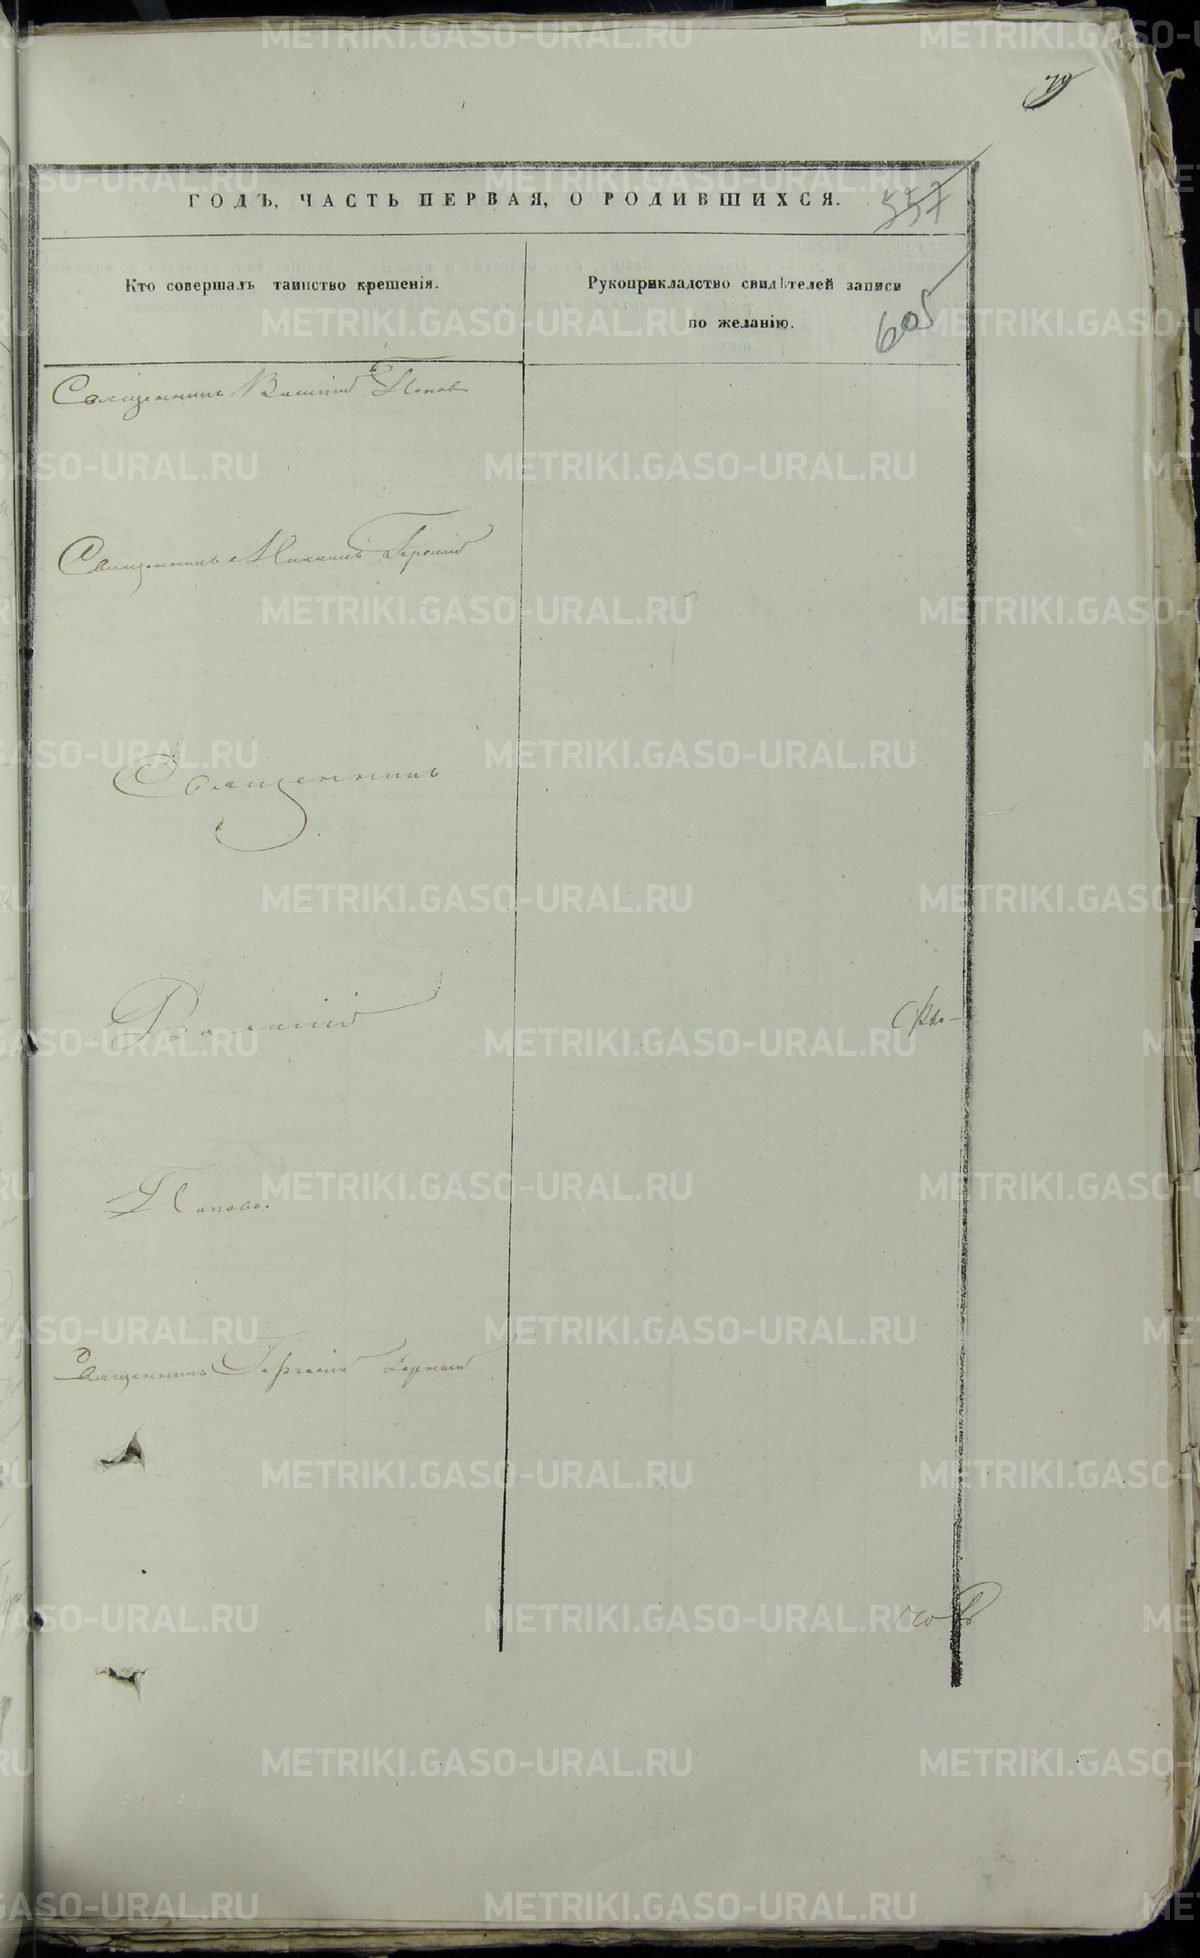 ГОДЪ, ЧАСТЬ ПЕРВАЯ, О РОДИВШИХСЯ.
557
605
Кто совершалъ таинство крещенія.
Рукоприкладство свидѣтелей записи
по желанію.
Священникъ Василій Поповъ
Священникъ
Священникъ
Василій
Поповъ.
Священникъ
METRIKI.GASO-URAL.RU